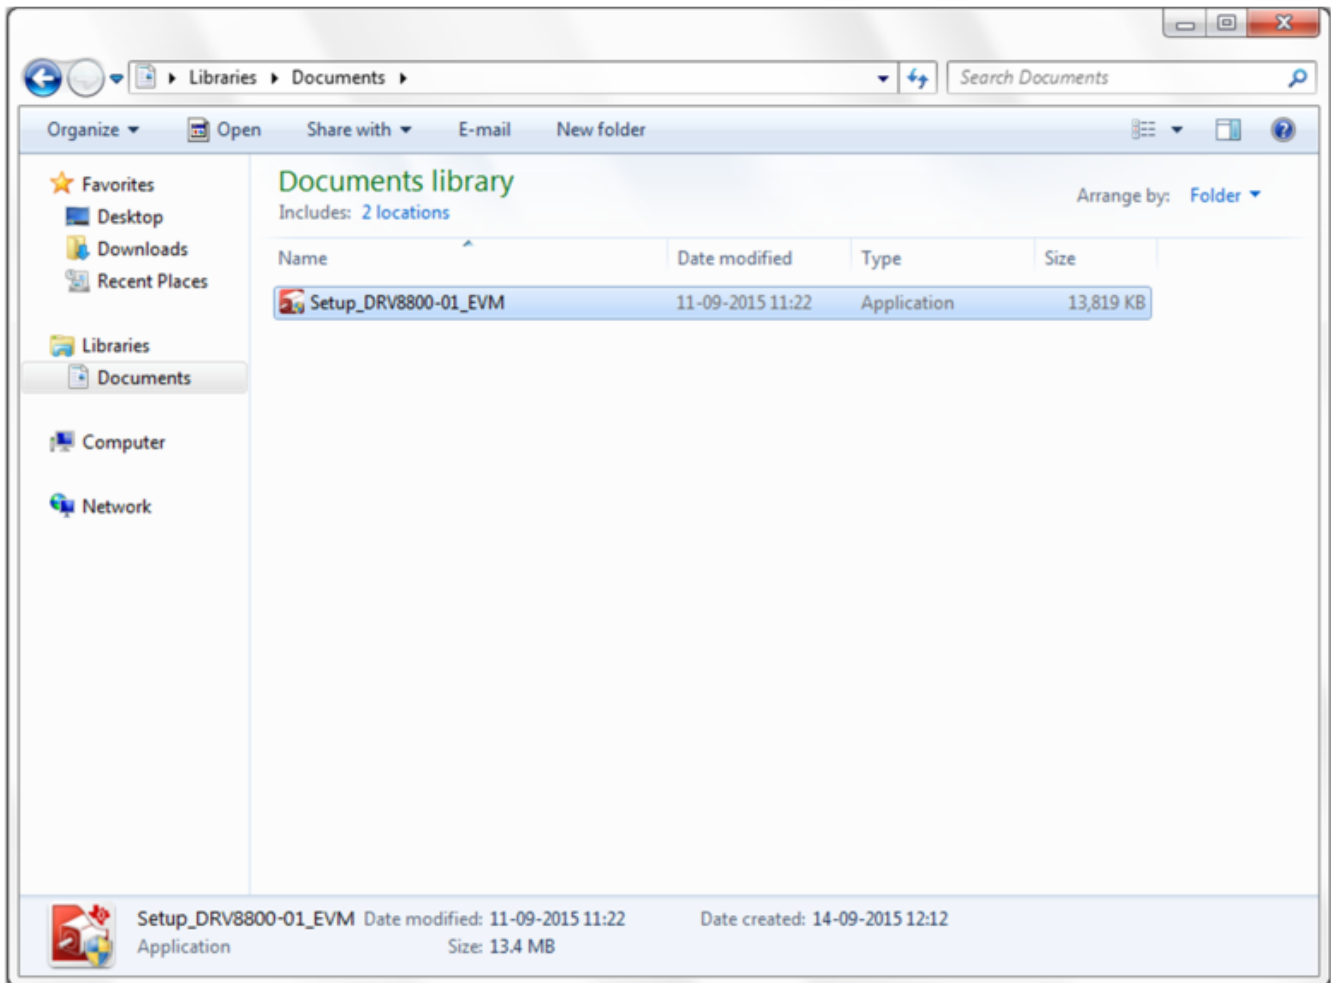 Libraries Documents
Search Documents
Organize Open Share with E-mail New folder
Favorites
Desktop
Downloads
Recent Places
Libraries
Documents
Computer
Network
Documents library
Includes: 2 locations
Arrange by: Folder
Name Date modified Type Size
Setup_DRV8800-01_EVM 11-09-2015 11:22 Application 13,819 KB
Setup_DRV8800-01_EVM Date modified: 11-09-2015 11:22 Date created: 14-09-2015 12:12
Application Size: 13.4 MB